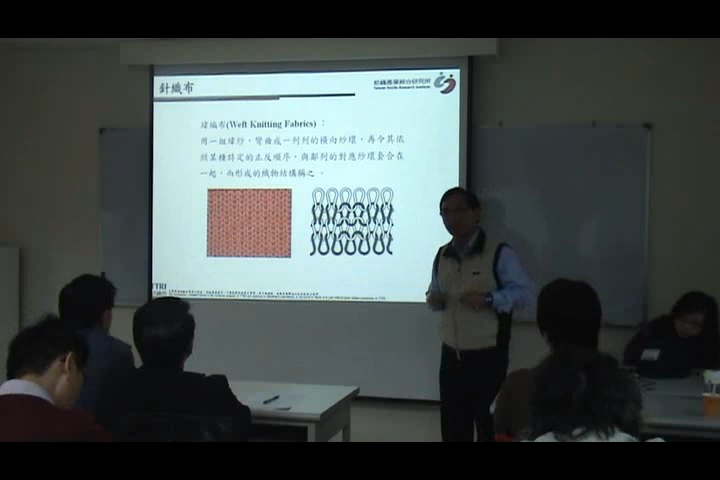 針織布
紡織產業綜合研究所
Taiwan Textile Research Institute
緯編布(Weft Knitting Fabrics)：
用一組緯紗，彎曲成一列列的橫向紗環，再令其依
照某種特定的正反順序，與鄰列的對應紗環套合在
一起，而形成的織物結構稱之。
TTRI